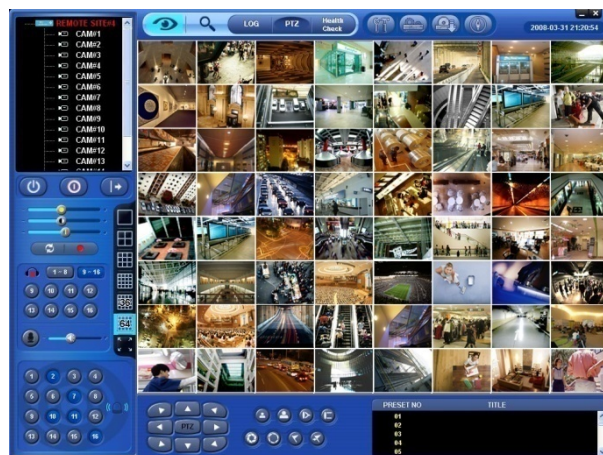 REMOTE SITE#4
CAM#1
CAM#2
CAM#3
CAM#4
CAM#5
CAM#6
CAM#7
CAM#8
CAM#9
CAM#10
CAM#11
CAM#12
CAM#13
LOG
PTZ
Health
Check
2008-03-31 21:20:54
1 - 8
9 - 16
9 10 11 12
13 14 15 16
64
1 2 3 4
5 6 7 8
9 10 11 12
13 14 15 16
PTZ
PRESET NO TITLE
01
02
03
04
05